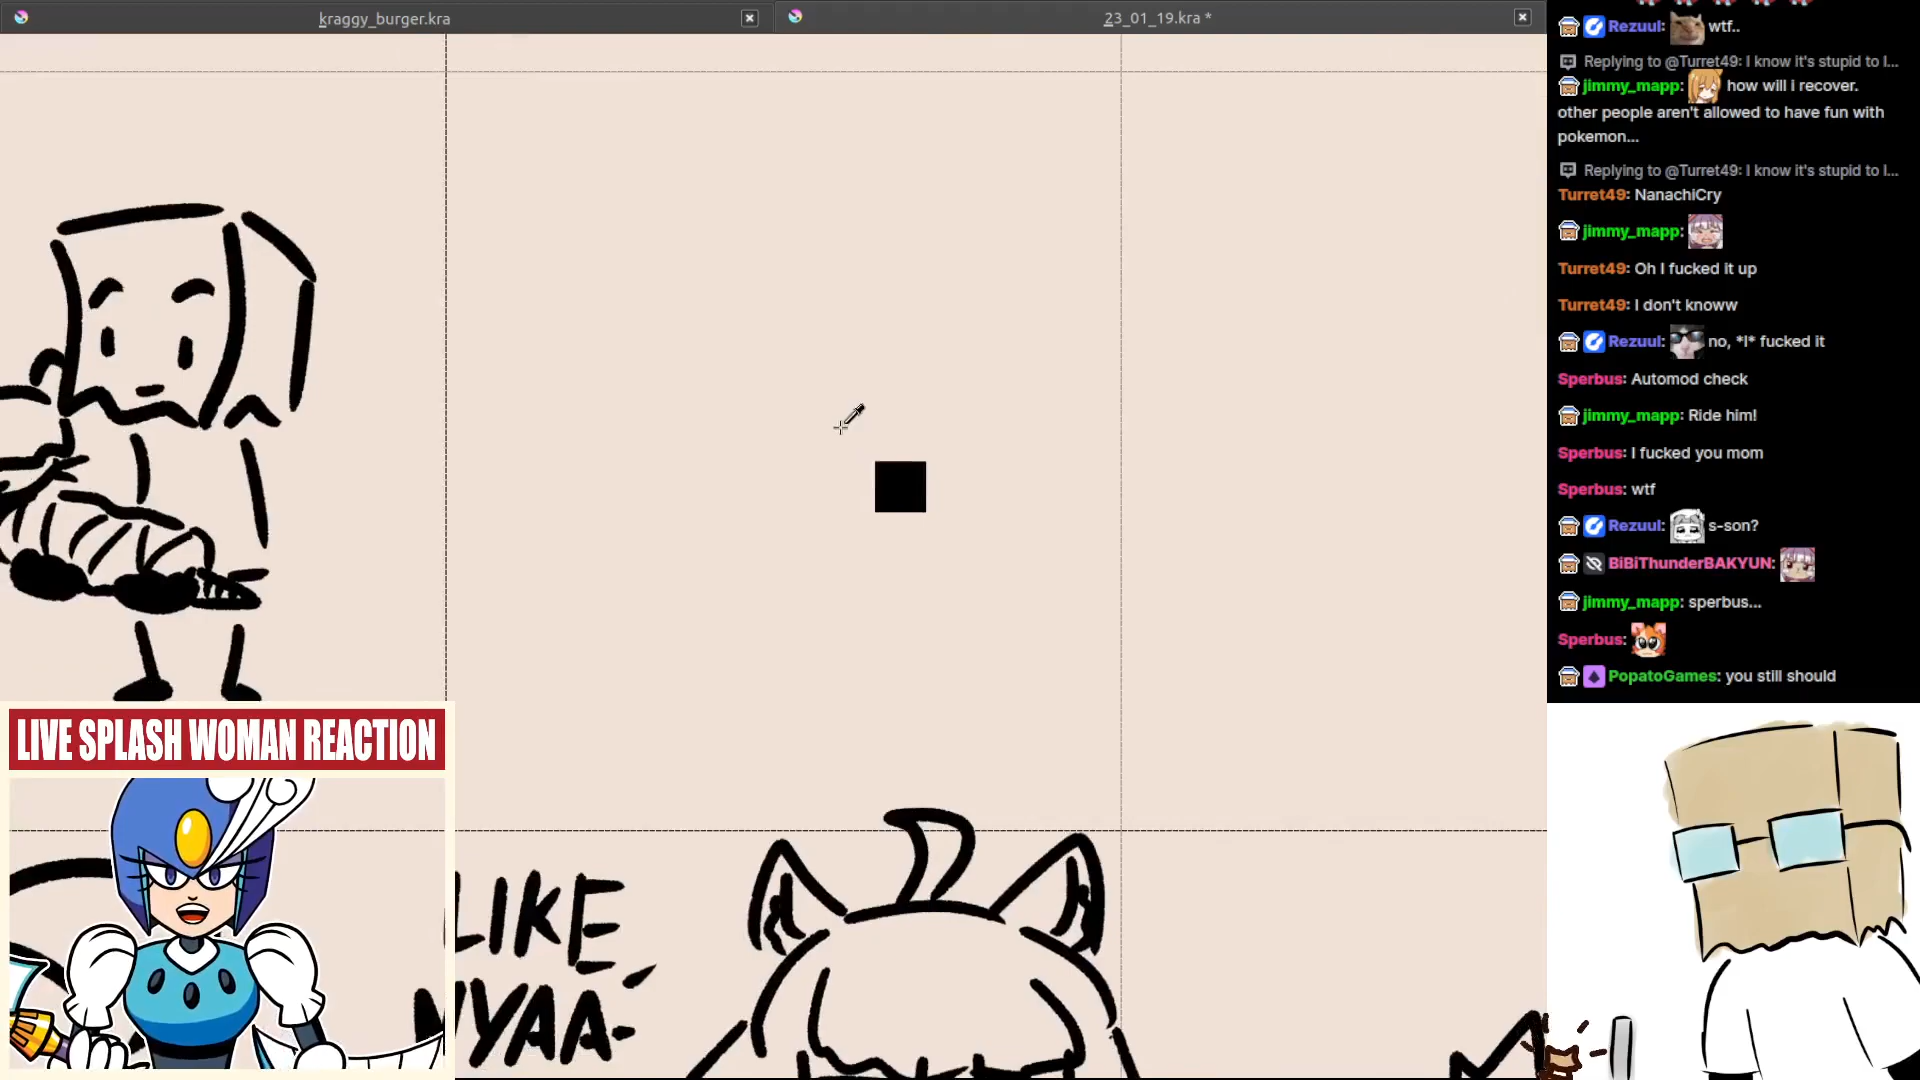 kraggy_burger.kra
23_01_19.kra *
Rezuul: wtf..
Replying to @Turret49: I know it's stupid to I...
jimmy_mapp: how will i recover.
other people aren't allowed to have fun with
pokemon...
Replying to @Turret49: I know it's stupid to I...
Turret49: NanachiCry
jimmy_mapp:
Turret49: Oh I fucked it up
Turret49: I don't knoww
Rezuul: no, *I* fucked it
Sperbus: Automod check
jimmy_mapp: Ride him!
Sperbus: I fucked you mom
Sperbus: wtf
Rezuul: s-son?
BiBiThunderBAKYUN:
jimmy_mapp: sperbus...
Sperbus:
PopatoGames: you still should
LIVE SPLASH WOMAN REACTION
LIKE
NYAA-